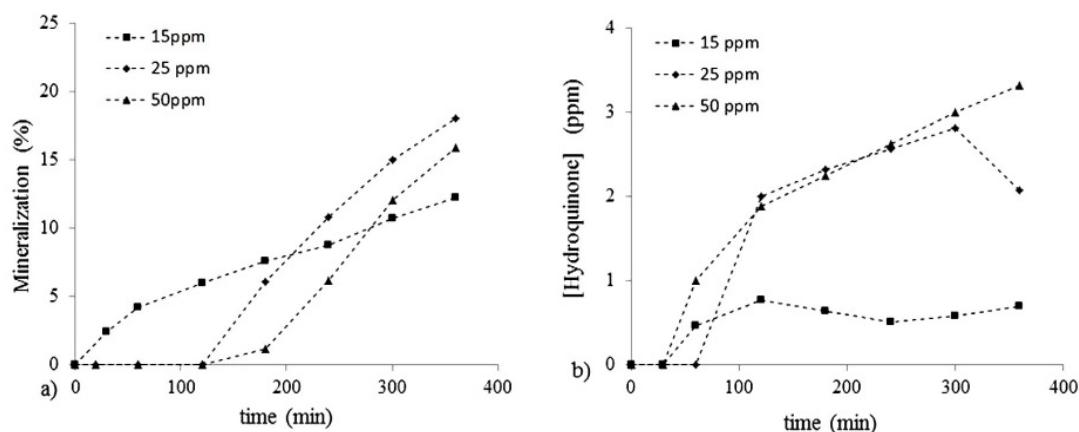 25
20
15
10
5
0
Mineralization (%)
15ppm
25 ppm
50ppm
0
100
200
300
400
time (min)
a)
4
3
2
1
0
[Hydroquinone] (ppm)
15 ppm
25 ppm
50 ppm
0
100
200
300
400
time (min)
b)